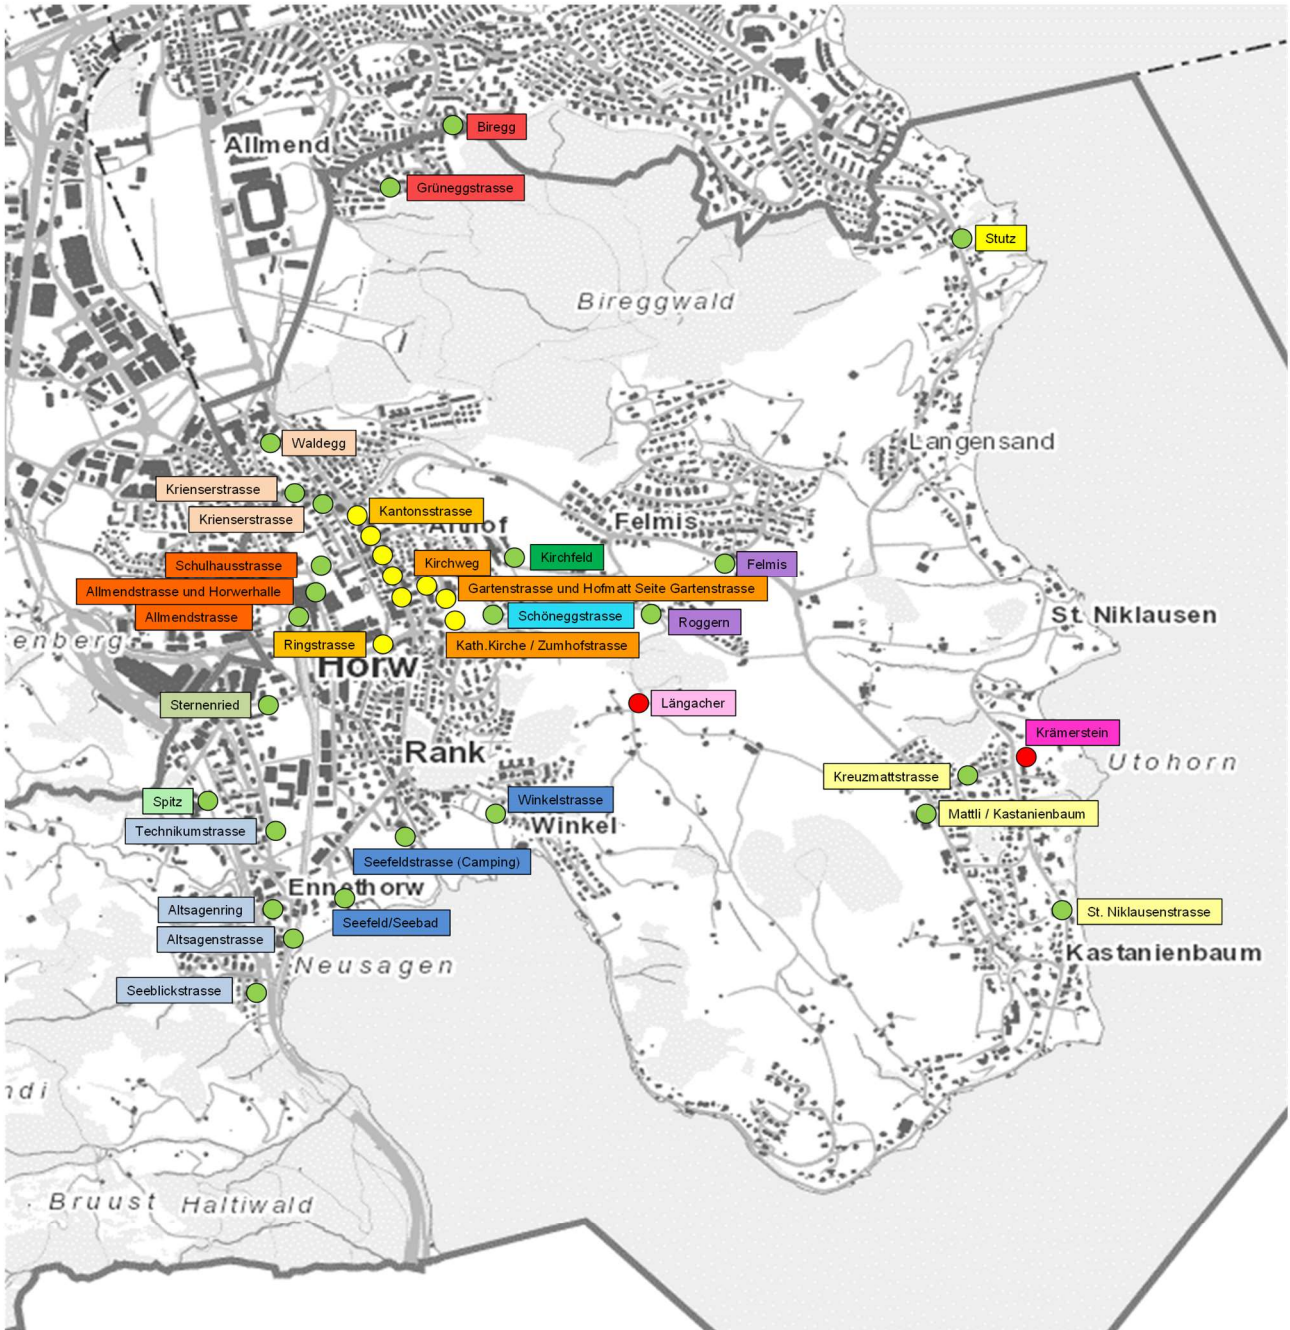 Biregg
Allmend
Grüneggstrasse
Stutz
Bireggwald
Langensand
Waldegg
Krienserstrasse
Kantonsstrasse
Krienserstrasse
Felmis
Kirchfeld
Kirchweg
Schulhausstrasse
Felmis
Allmendstrasse und Horwerhalle
Gartenstrasse und Hofmatt Seite Gartenstrasse
Allmendstrasse
Schöneggstrasse
Roggern
St. Niklausen
enberg
Ringstrasse
Kath.Kirche / Zumhofstrasse
Horw
Sternenried
Längacher
Krämerstein
Rank
Utohorn
Kreuzmattstrasse
Spitz
Winkelstrasse
Mattli / Kastanienbaum
Technikumstrasse
Winkel
Seefeldstrasse (Camping)
Ennethorw
Altsagenring
St. Niklausenstrasse
Seefeld/Seebad
Altsagenstrasse
Kastanienbaum
Neusagen
Seeblickstrasse
ndi
Bruust
Haltiwald